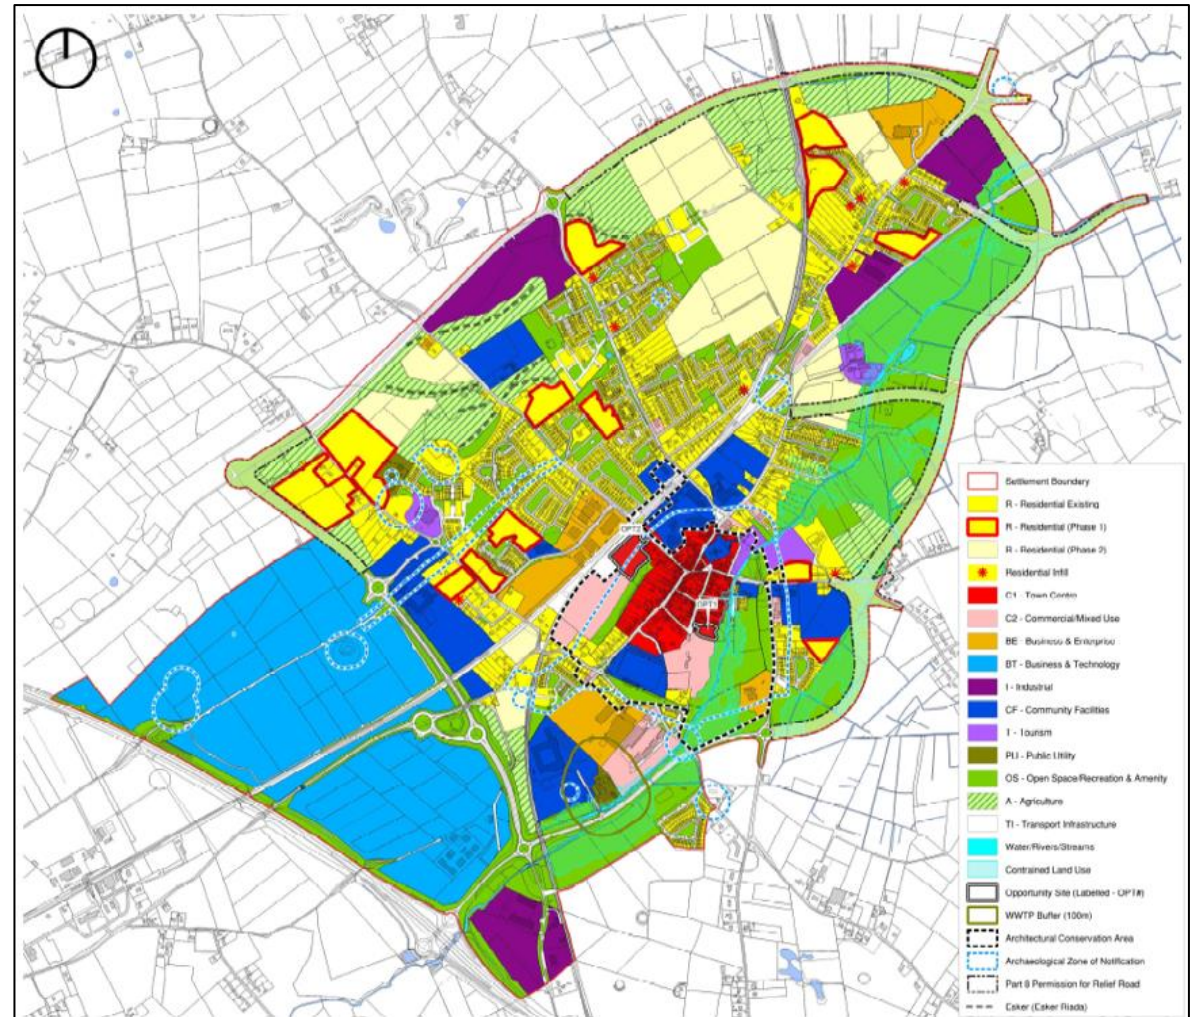 OPT2
OPT1
Settlement Boundary
R - Residential Existing
R - Residential (Phase 1)
R - Residential (Phase 2)
Residential Infill
C1 - Town Centre
C2 - Commercial/Mixed Use
BE - Business & Enterprise
BT - Business & Technology
I - Industrial
CF - Community Facilities
T - Tourism
PU - Public Utility
OS - Open Space/Recreation & Amenity
A - Agriculture
TI - Transport Infrastructure
Water/Rivers/Streams
Contrained Land Use
Opportunity Site (Labelled - OPT#)
WWTP Buffer (100m)
Architectural Conservation Area
Archaeological Zone of Notification
Part 8 Permission for Relief Road
Esker (Esker Riada)